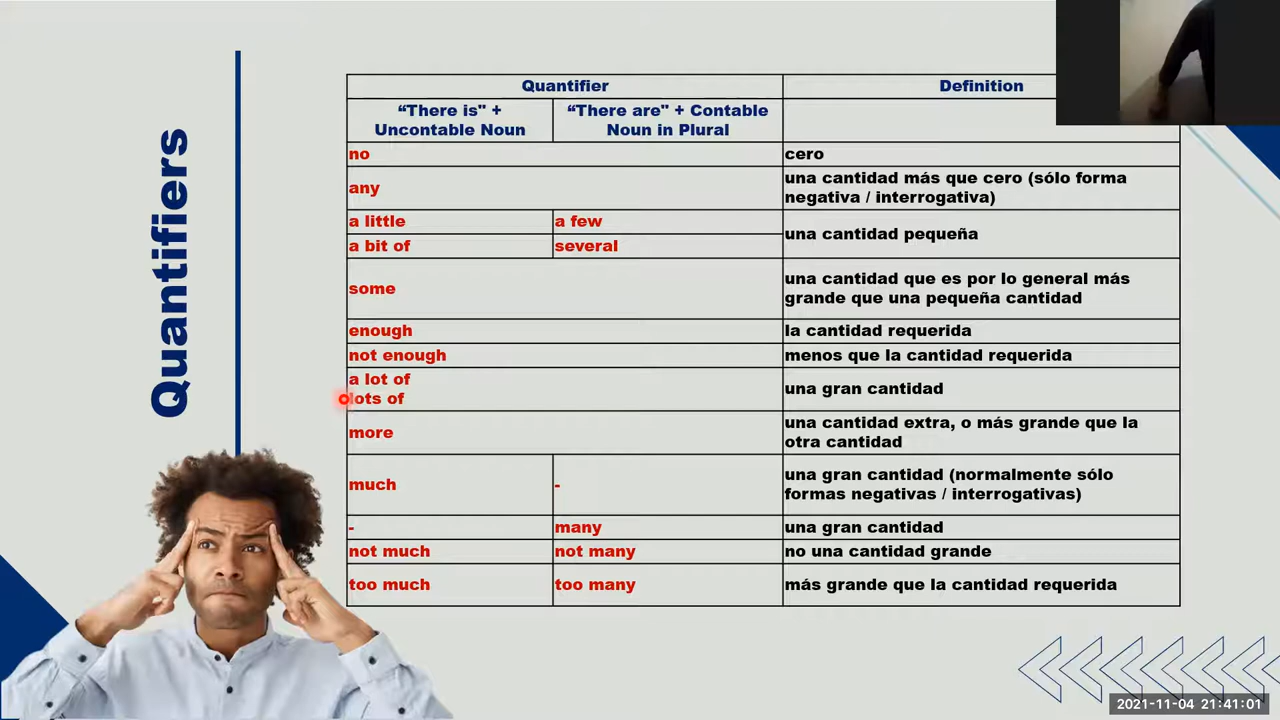 Quantifiers
Quantifier
Definition
“There is" +
Uncontable Noun
“There are" + Contable
Noun in Plural
no
cero
any
una cantidad más que cero (sólo forma
negativa / interrogativa)
a little
a few
una cantidad pequeña
a bit of
several
some
una cantidad que es por lo general más
grande que una pequeña cantidad
enough
la cantidad requerida
not enough
menos que la cantidad requerida
a lot of
lots of
una gran cantidad
more
una cantidad extra, o más grande que la
otra cantidad
much
-
una gran cantidad (normalmente sólo
formas negativas / interrogativas)
-
many
una gran cantidad
not much
not many
no una cantidad grande
too much
too many
más grande que la cantidad requerida
2021-11-04 21:41:01